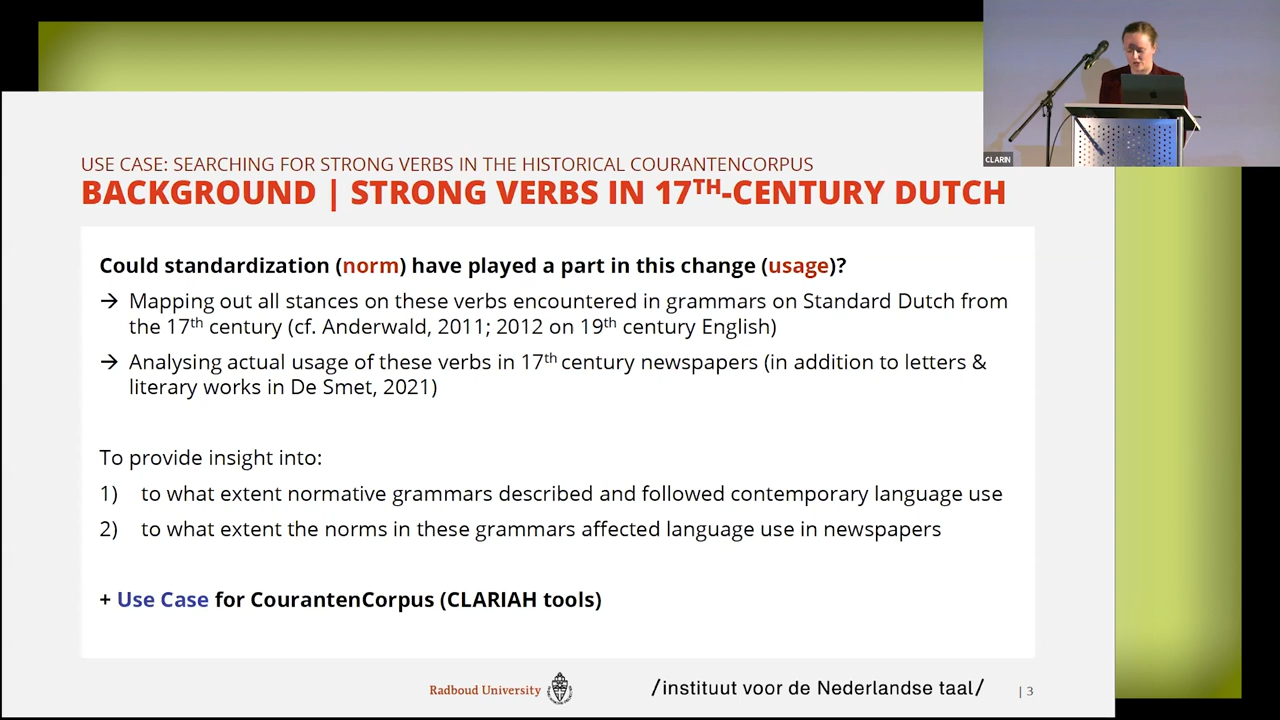 CLARIN
USE CASE: SEARCHING FOR STRONG VERBS IN THE HISTORICAL COURANTENCORPUS
BACKGROUND | STRONG VERBS IN 17TH-CENTURY DUTCH
Could standardization (norm) have played a part in this change (usage)?
→ Mapping out all stances on these verbs encountered in grammars on Standard Dutch from
the 17th century (cf. Anderwald, 2011; 2012 on 19th century English)
→ Analysing actual usage of these verbs in 17th century newspapers (in addition to letters &
literary works in De Smet, 2021)
To provide insight into:
1) to what extent normative grammars described and followed contemporary language use
2) to what extent the norms in these grammars affected language use in newspapers
+ Use Case for CourantenCorpus (CLARIAH tools)
Radboud University
/instituut voor de Nederlandse taal/
| 3